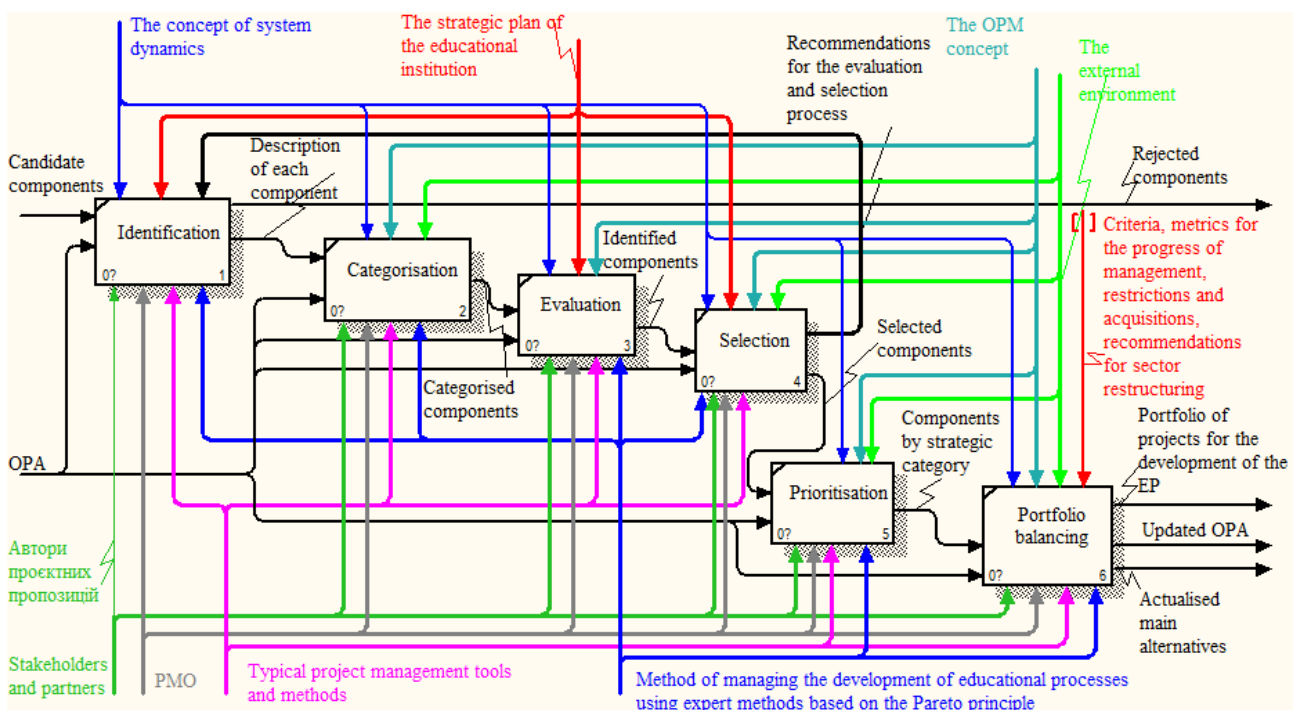 The concept of system
dynamics
The strategic plan of
the educational
institution
Recommendations
for the evaluation
and selection
process
The OPM
concept
The
external
environment
Candidate
components
Description
of each
component
Rejected
components
Identification
0?
1
Categorisation
0?
2
Identified
components
Evaluation
0?
3
Selection
0?
4
Criteria, metrics for
the progress of
management,
restrictions and
acquisitions,
recommendations
for sector
restructuring
Categorised
components
Selected
components
Components
by strategic
category
Portfolio of
projects for the
development of the
EP
OPA
Prioritisation
0?
5
Portfolio
balancing
0?
6
Updated OPA
Actualised
main
alternatives
Автори
проєктних
пропозицій
Stakeholders
and partners
PMO
Typical project management tools
and methods
Method of managing the development of educational processes
using expert methods based on the Pareto principle